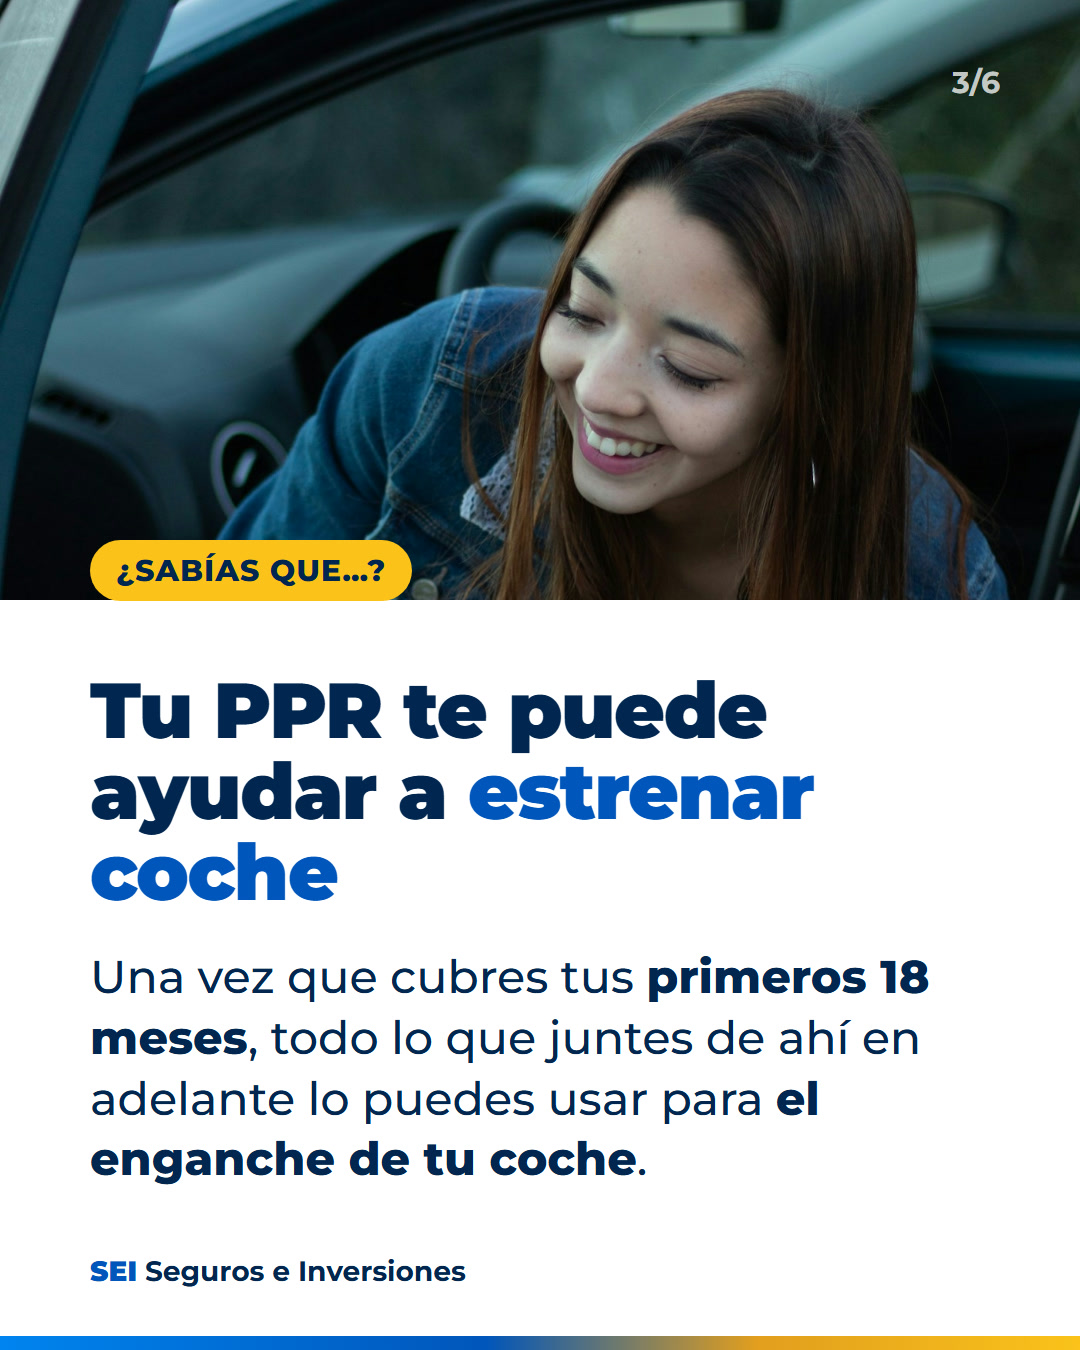 3/6
¿SABÍAS QUE...?
Tu PPR te puede
ayudar a estrenar
coche
Una vez que cubres tus primeros 18
meses, todo lo que juntes de ahí en
adelante lo puedes usar para el
enganche de tu coche.
SEI Seguros e Inversiones